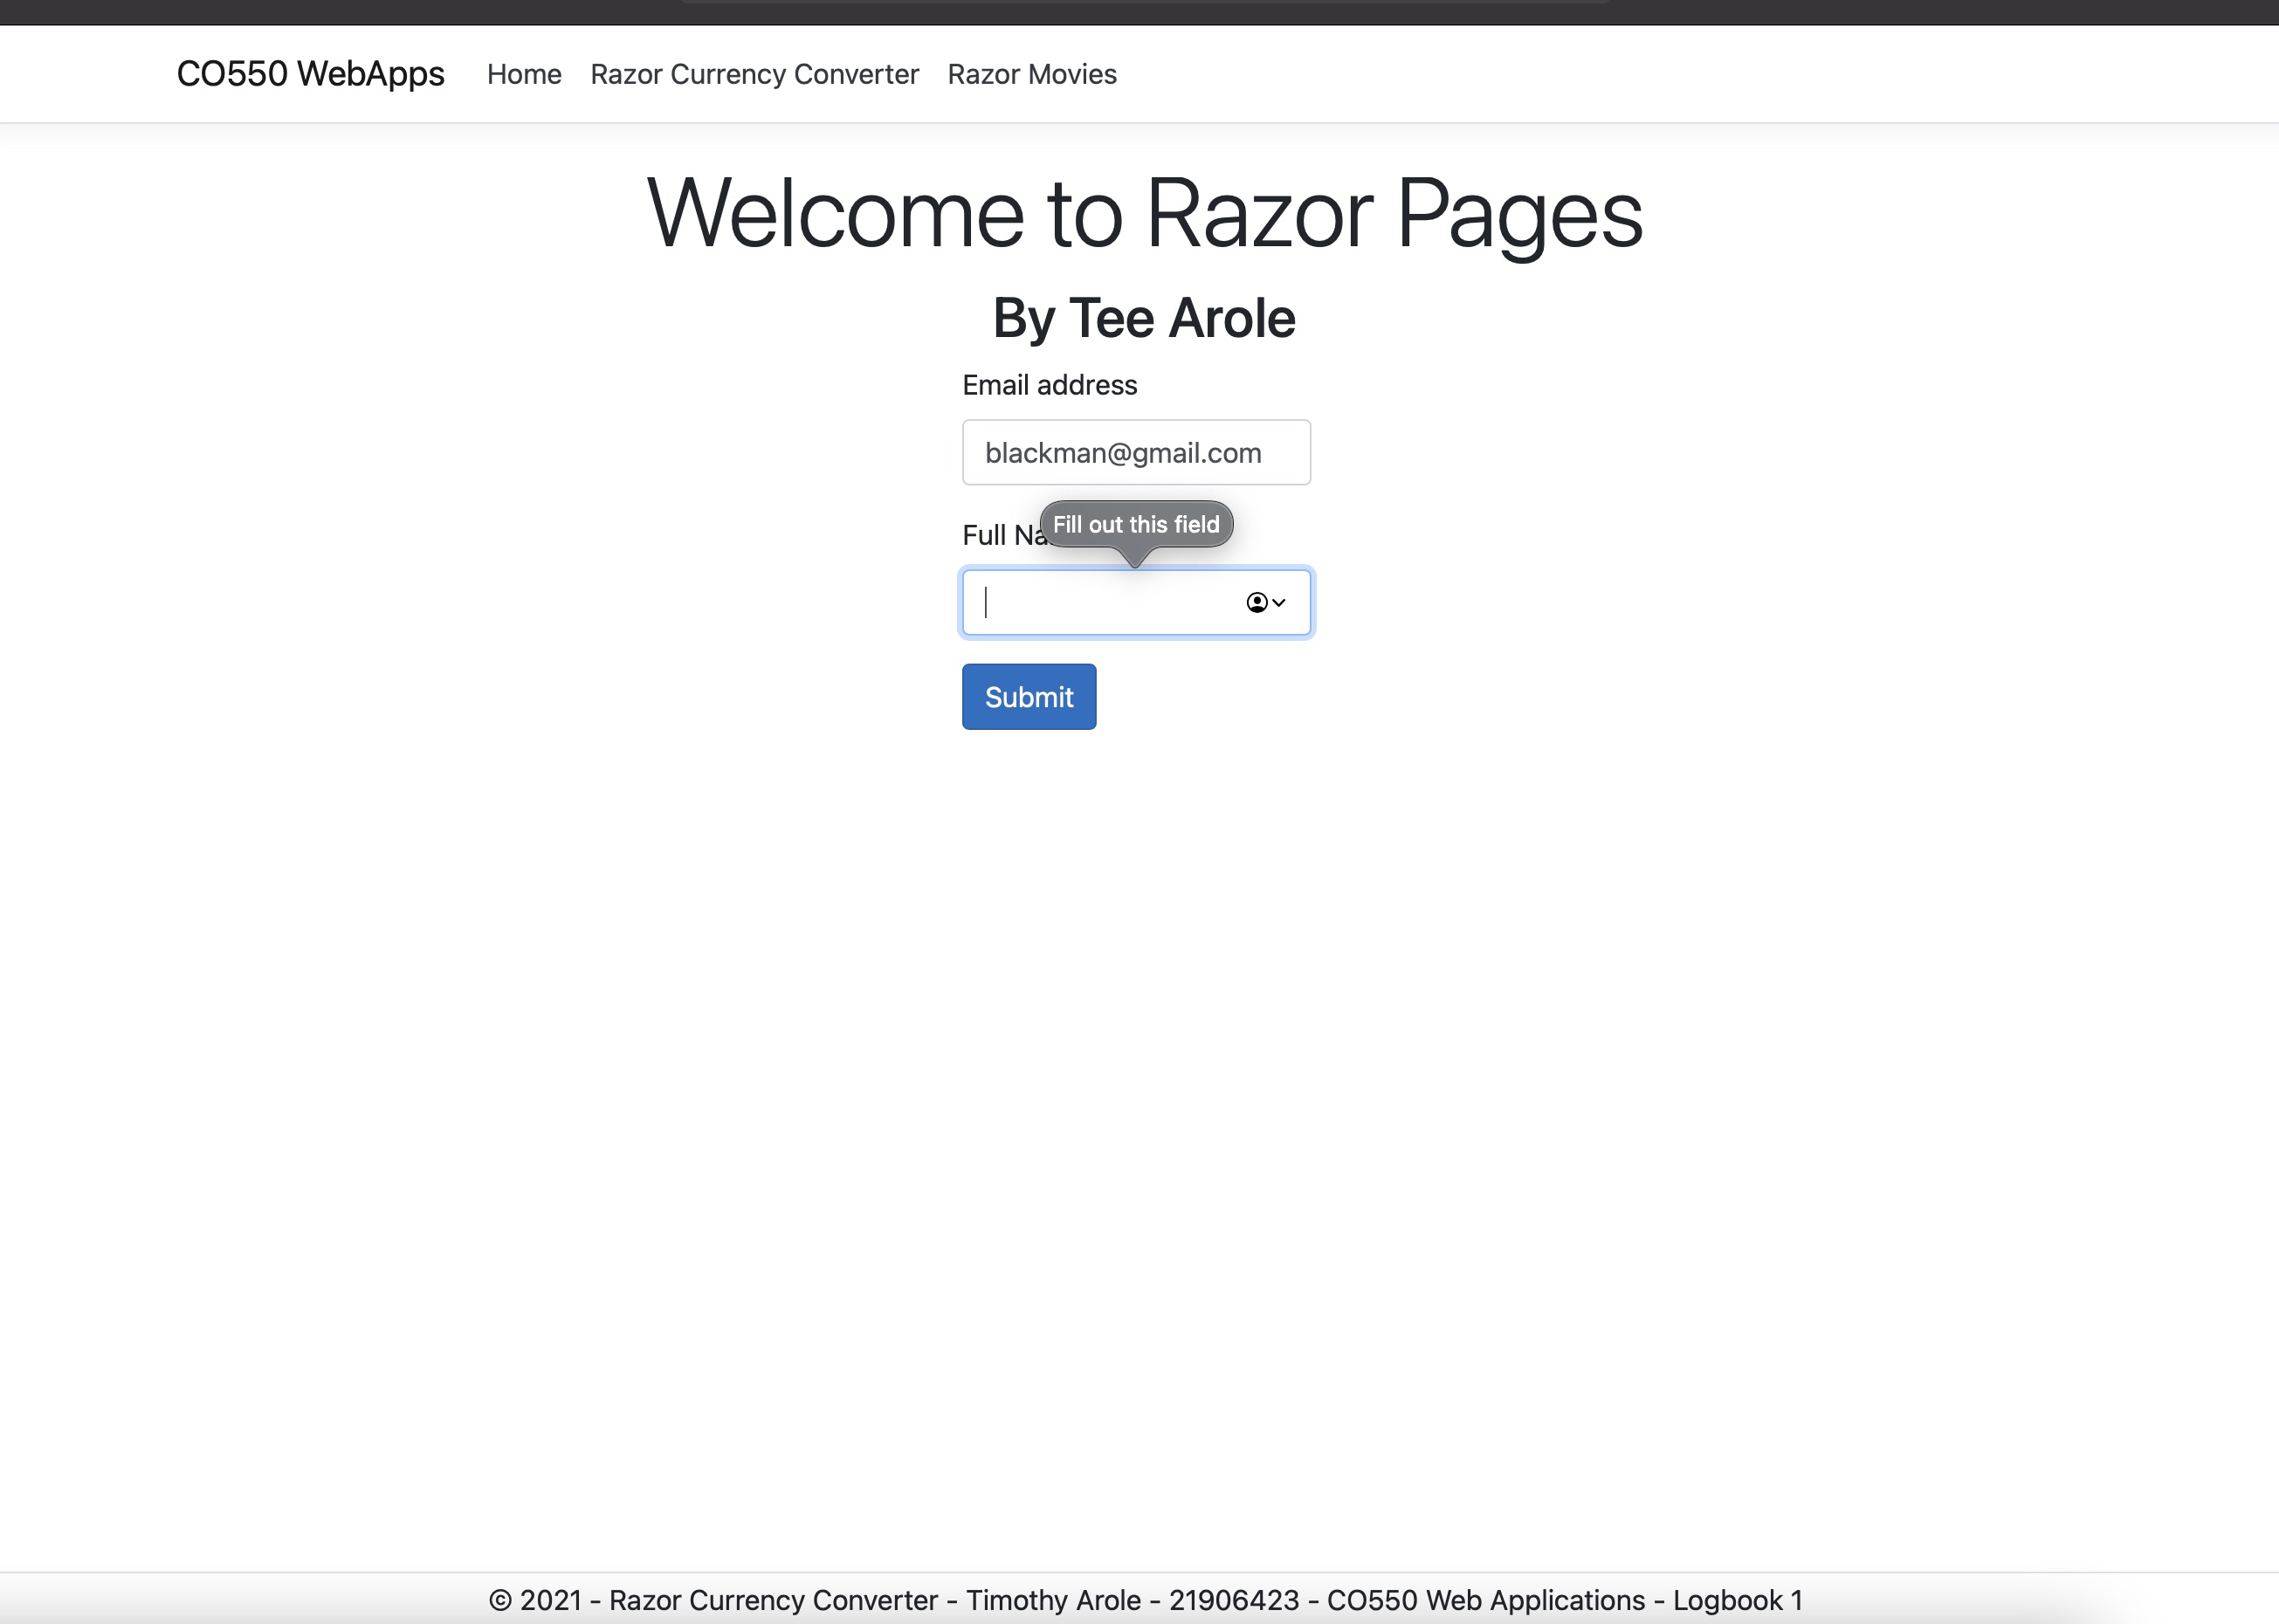 CO550 WebApps Home Razor Currency Converter Razor Movies
Welcome to Razor Pages
By Tee Arole
Email address
blackman@gmail.com
Fill out this field
Full
Submit
© 2021 - Razor Currency Converter - Timothy Arole - 21906423 - CO550 Web Applications - Logbook 1